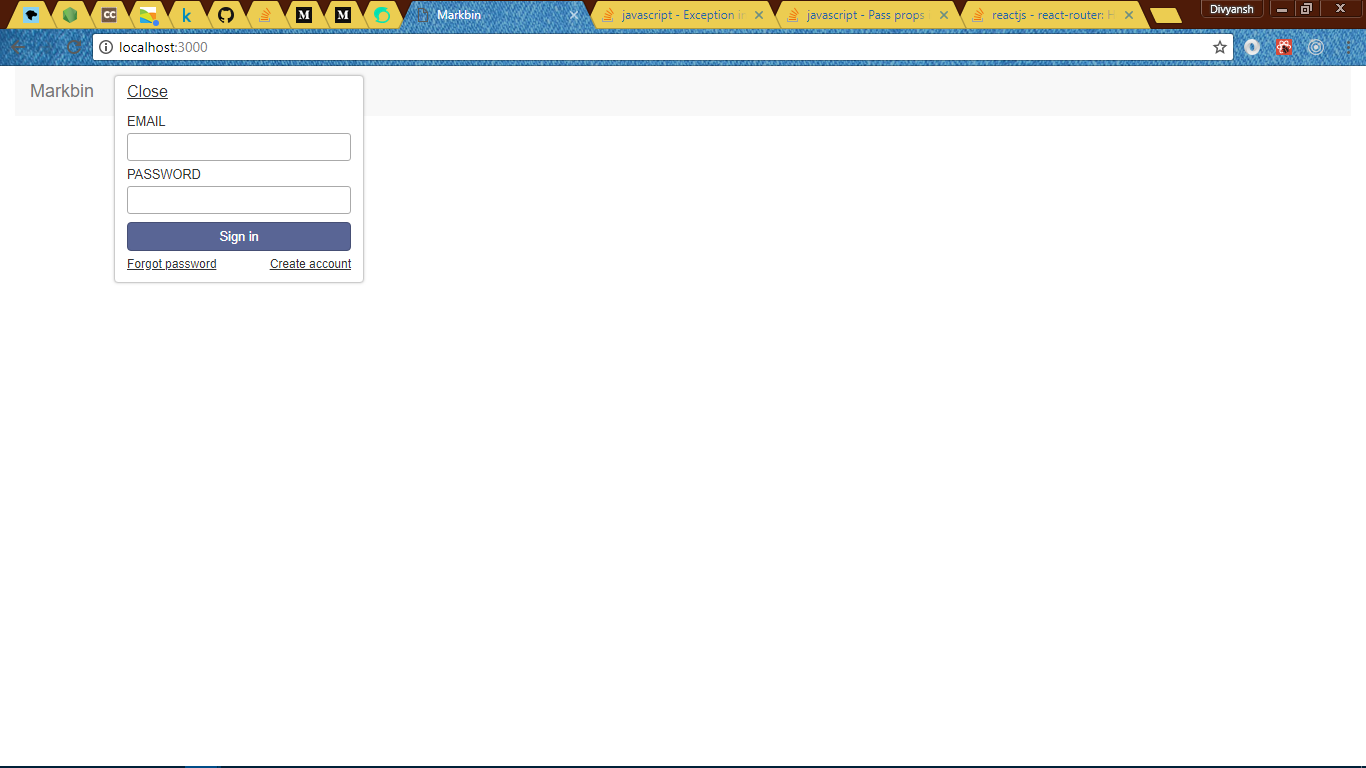 CC
k
M
M
Markbin
javascript - Exception in
javascript - Pass props
reactjs - react-router: H
Divyansh
localhost:3000
Markbin
Close
EMAIL
PASSWORD
Sign in
Forgot password
Create account